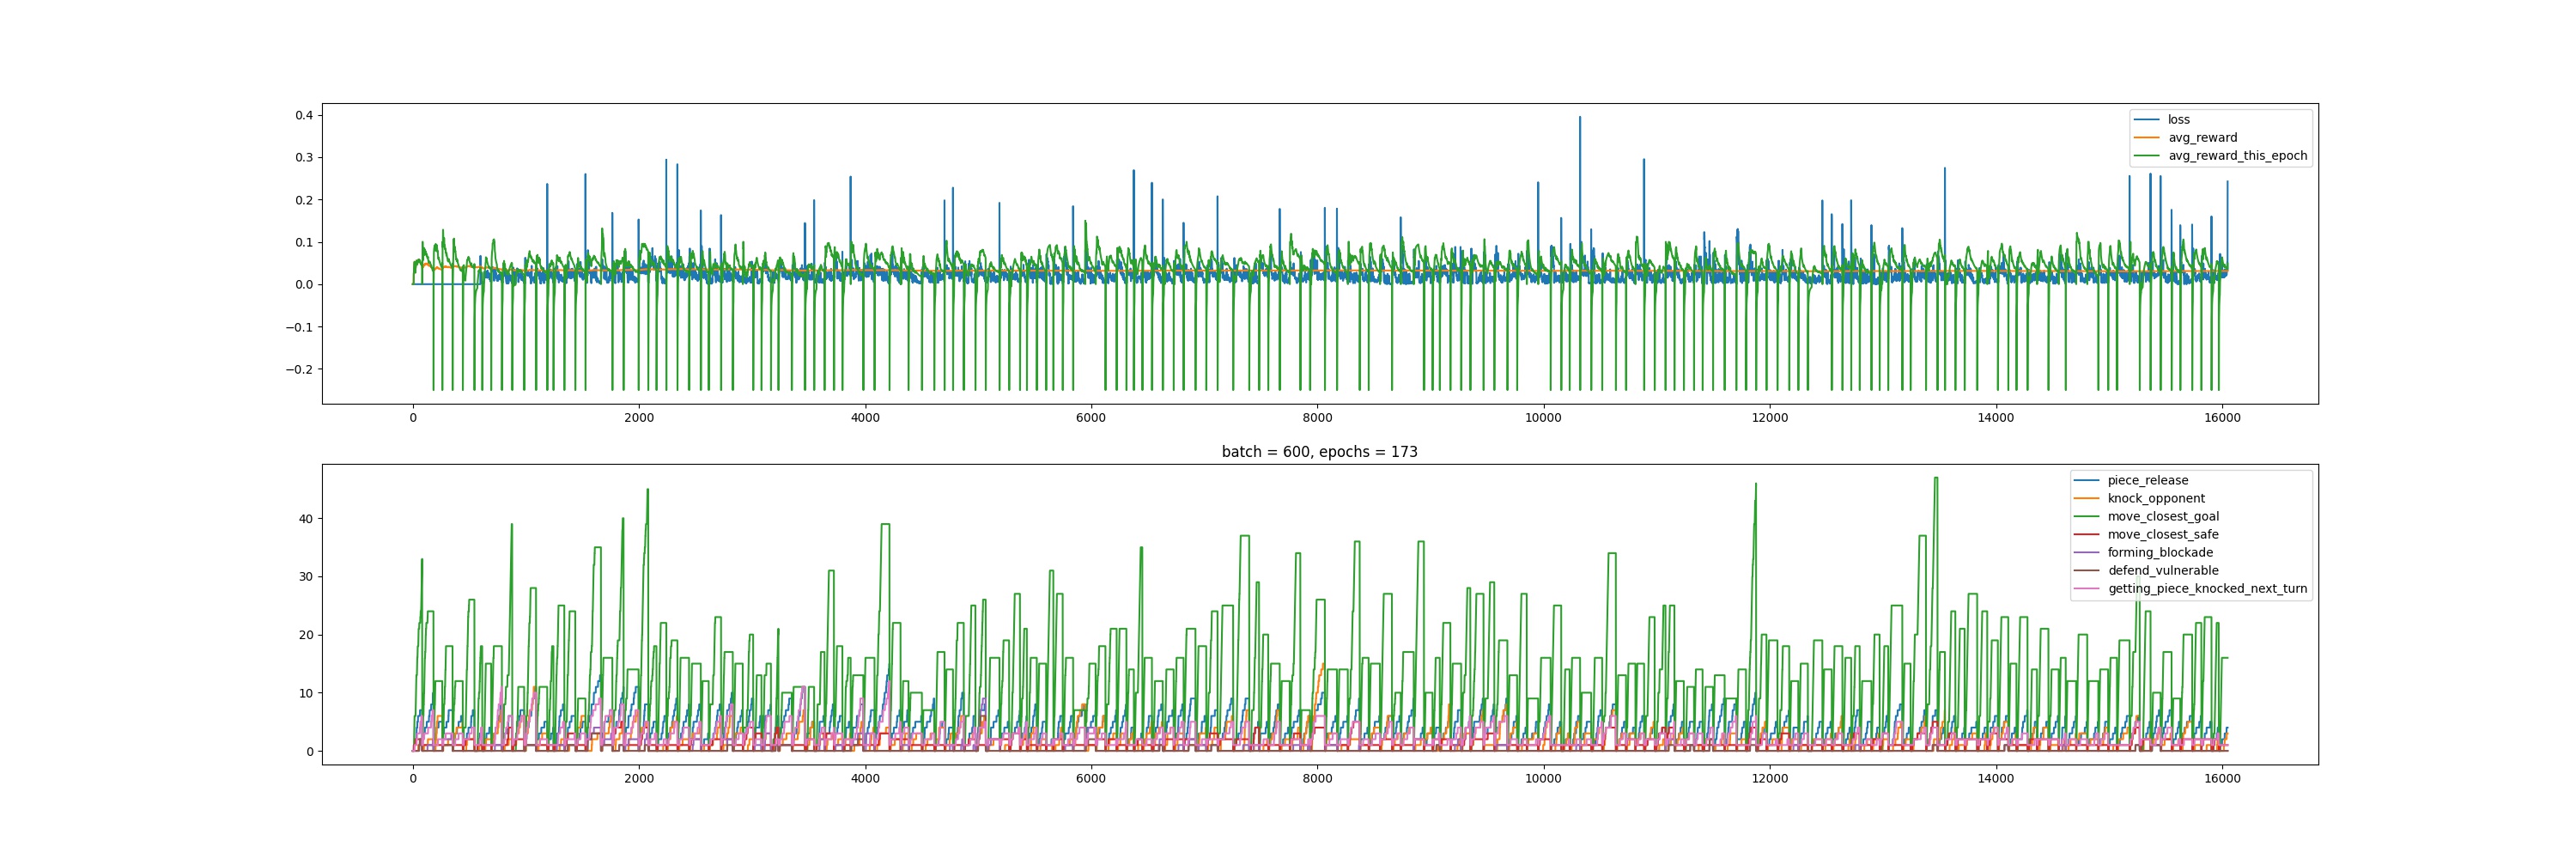 0.4
0.3
0.2
0.1
0.0
−0.1
−0.2
loss
avg_reward
avg_reward_this_epoch
0 2000 4000 6000 8000 10000 12000 14000 16000
batch = 600, epochs = 173
40
30
20
10
0
piece_release
knock_opponent
move_closest_goal
move_closest_safe
forming_blockade
defend_vulnerable
getting_piece_knocked_next_turn
0 2000 4000 6000 8000 10000 12000 14000 16000